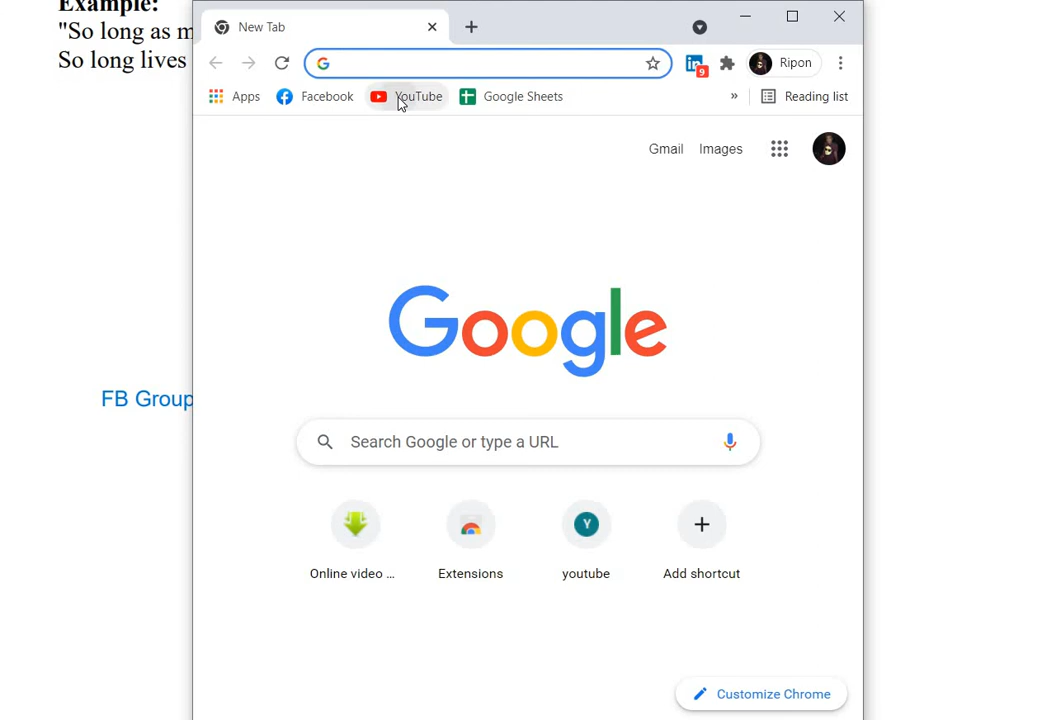 Example:
"So long as m
So long lives
FB Group
New Tab
9
Ripon
Apps
Facebook
YouTube
Google Sheets
»
Reading list
Gmail
Images
Google
Search Google or type a URL
Y
Online video ...
Extensions
youtube
Add shortcut
Customize Chrome